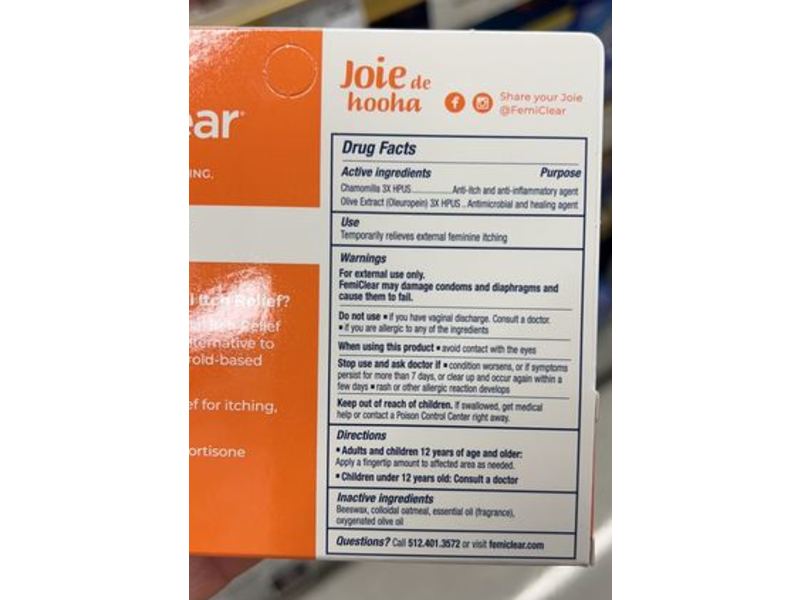 ar
ING.
l Itch Relief?
Itch Relief
lternative to
roid-based
ef for itching,
ortisone
Joie de
hooha
Share your Joie
@FemiClear
Drug Facts
Active ingredients Purpose
Chamomilla 3X HPUS..............Anti-itch and anti-inflammatory agent
Olive Extract (Oleuropein) 3X HPUS .. Antimicrobial and healing agent
Use
Temporarily relieves external feminine itching
Warnings
For external use only.
FemiClear may damage condoms and diaphragms and
cause them to fail.
Do not use ▪ if you have vaginal discharge. Consult a doctor.
▪ if you are allergic to any of the ingredients
When using this product ▪ avoid contact with the eyes
Stop use and ask doctor if ▪ condition worsens, or if symptoms
persist for more than 7 days, or clear up and occur again within a
few days ▪ rash or other allergic reaction develops
Keep out of reach of children. If swallowed, get medical
help or contact a Poison Control Center right away.
Directions
▪ Adults and children 12 years of age and older:
Apply a fingertip amount to affected area as needed.
▪ Children under 12 years old: Consult a doctor
Inactive ingredients
Beeswax, colloidal oatmeal, essential oil (fragrance),
oxygenated olive oil
Questions? Call 512.401.3572 or visit femiclear.com